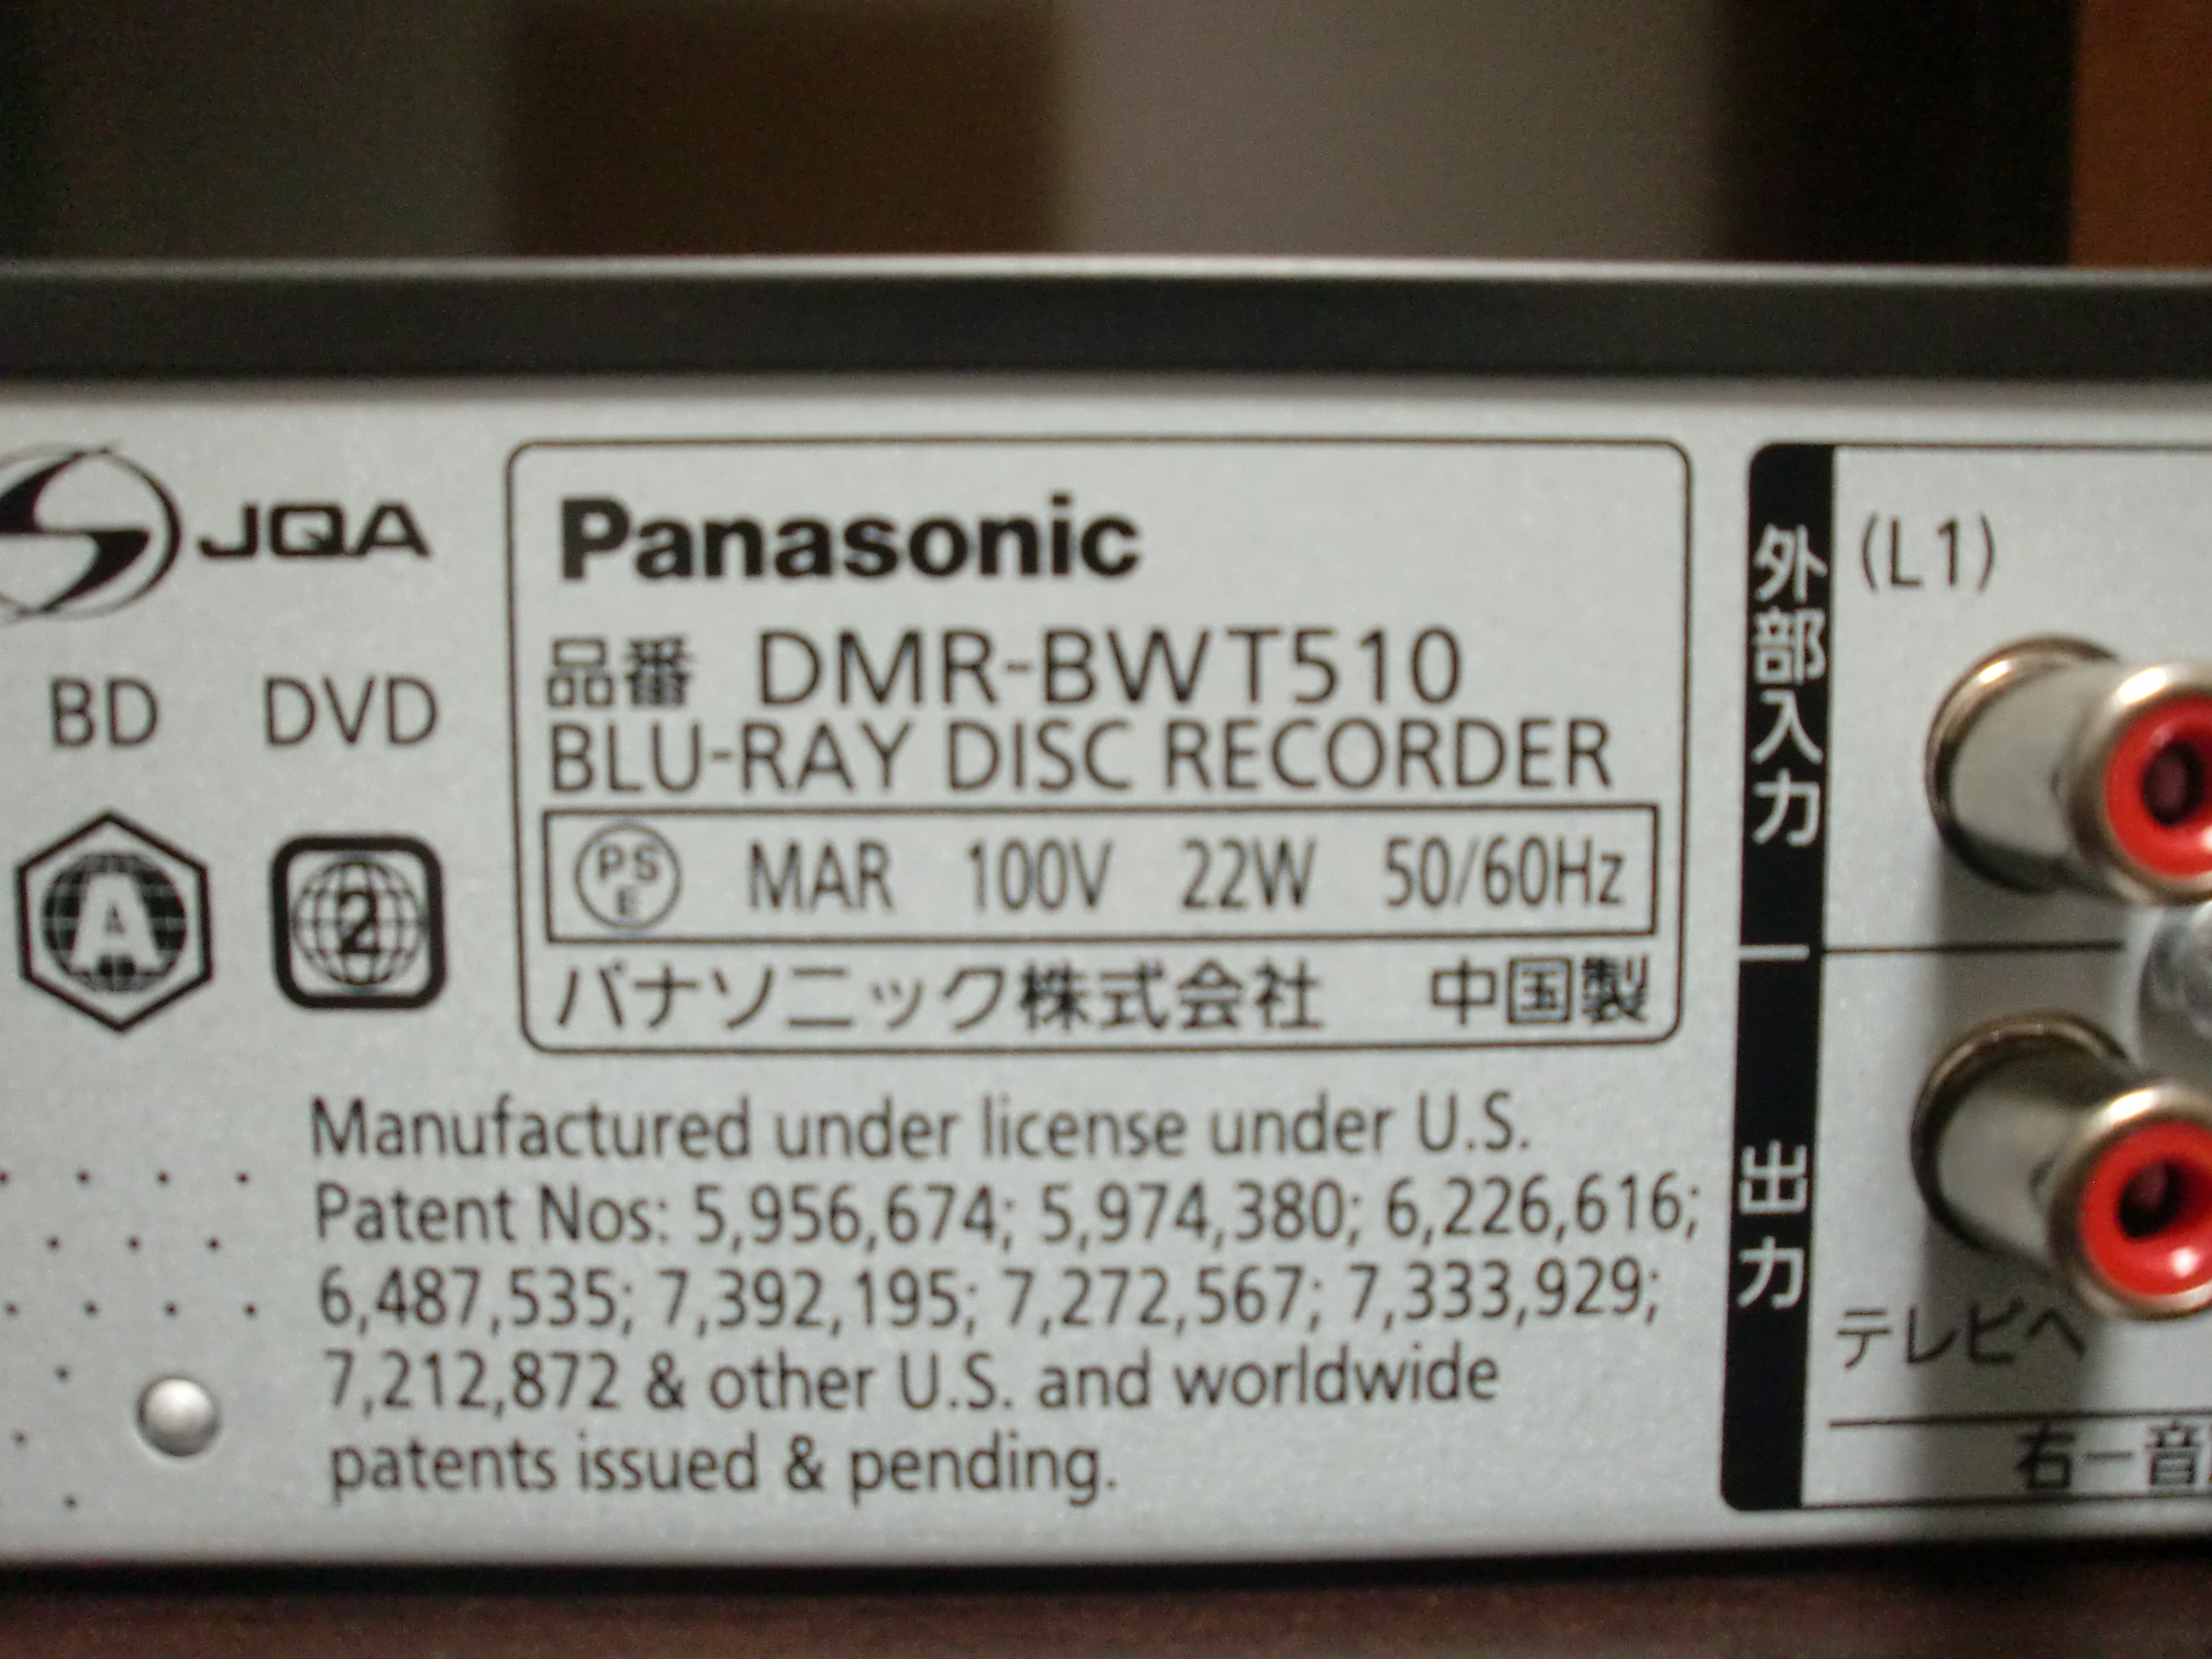 JQA
BD DVD
A
2
Panasonic
品番 DMR-BWT510
BLU-RAY DISC RECORDER
PSE MAR 100V 22W 50/60Hz
パナソニック株式会社 中国製
Manufactured under license under U.S.
Patent Nos: 5,956,674; 5,974,380; 6,226,616;
6,487,535; 7,392,195; 7,272,567; 7,333,929;
7,212,872 & other U.S. and worldwide
patents issued & pending.
外部入力
出力
(L1)
テレビへ
右ー音